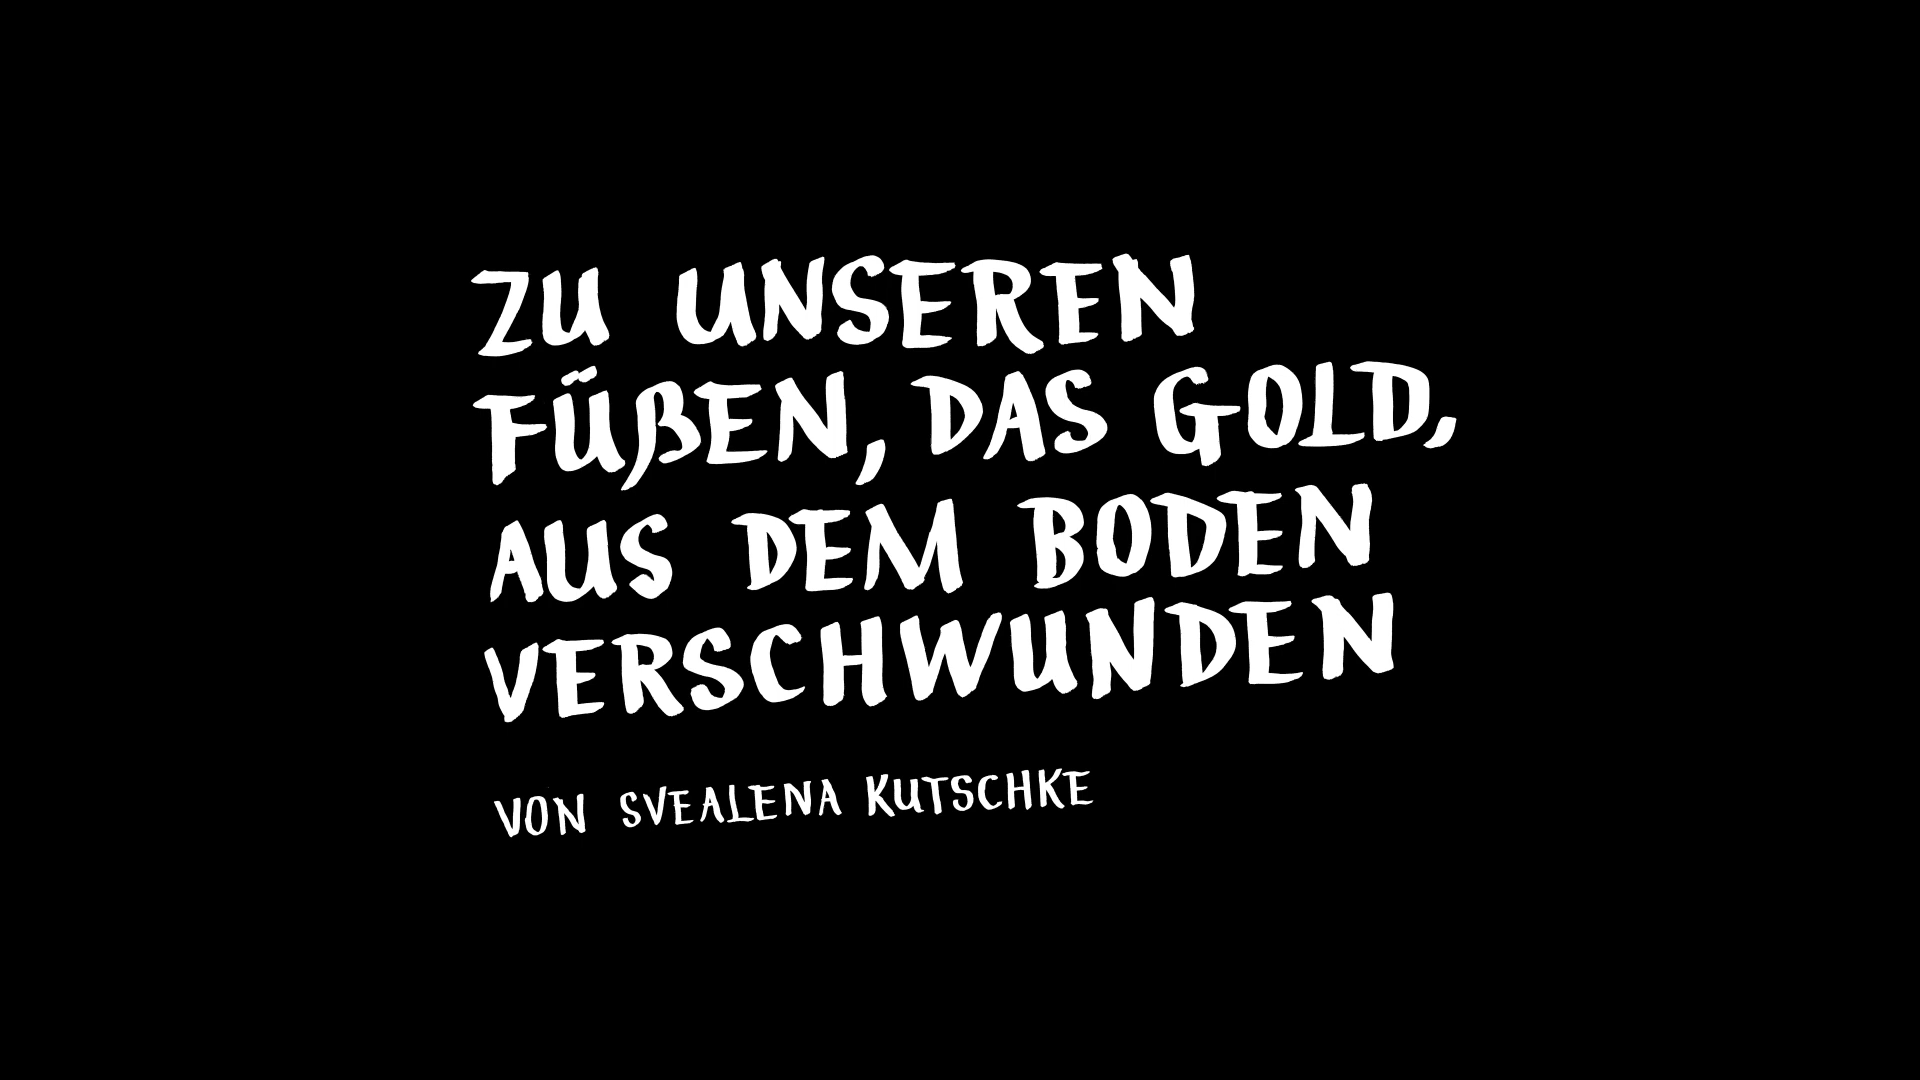 ZU UNSEREN
FÜßEN, DAS GOLD,
AUS DEM BODEN
VERSCHWUNDEN
VON SVEALENA KUTSCHKE